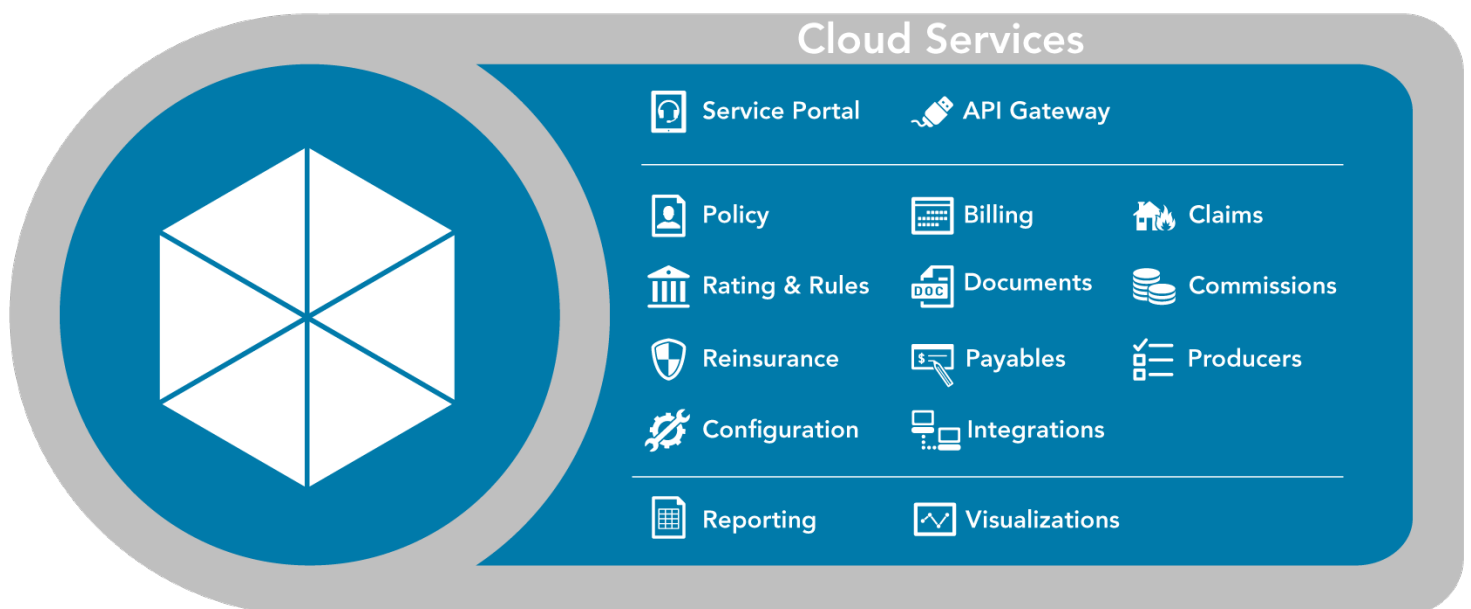 Cloud Services
Service Portal API Gateway
Policy Billing Claims
Rating & Rules DOC Documents Commissions
Reinsurance $ Payables Producers
Configuration Integrations
Reporting Visualizations